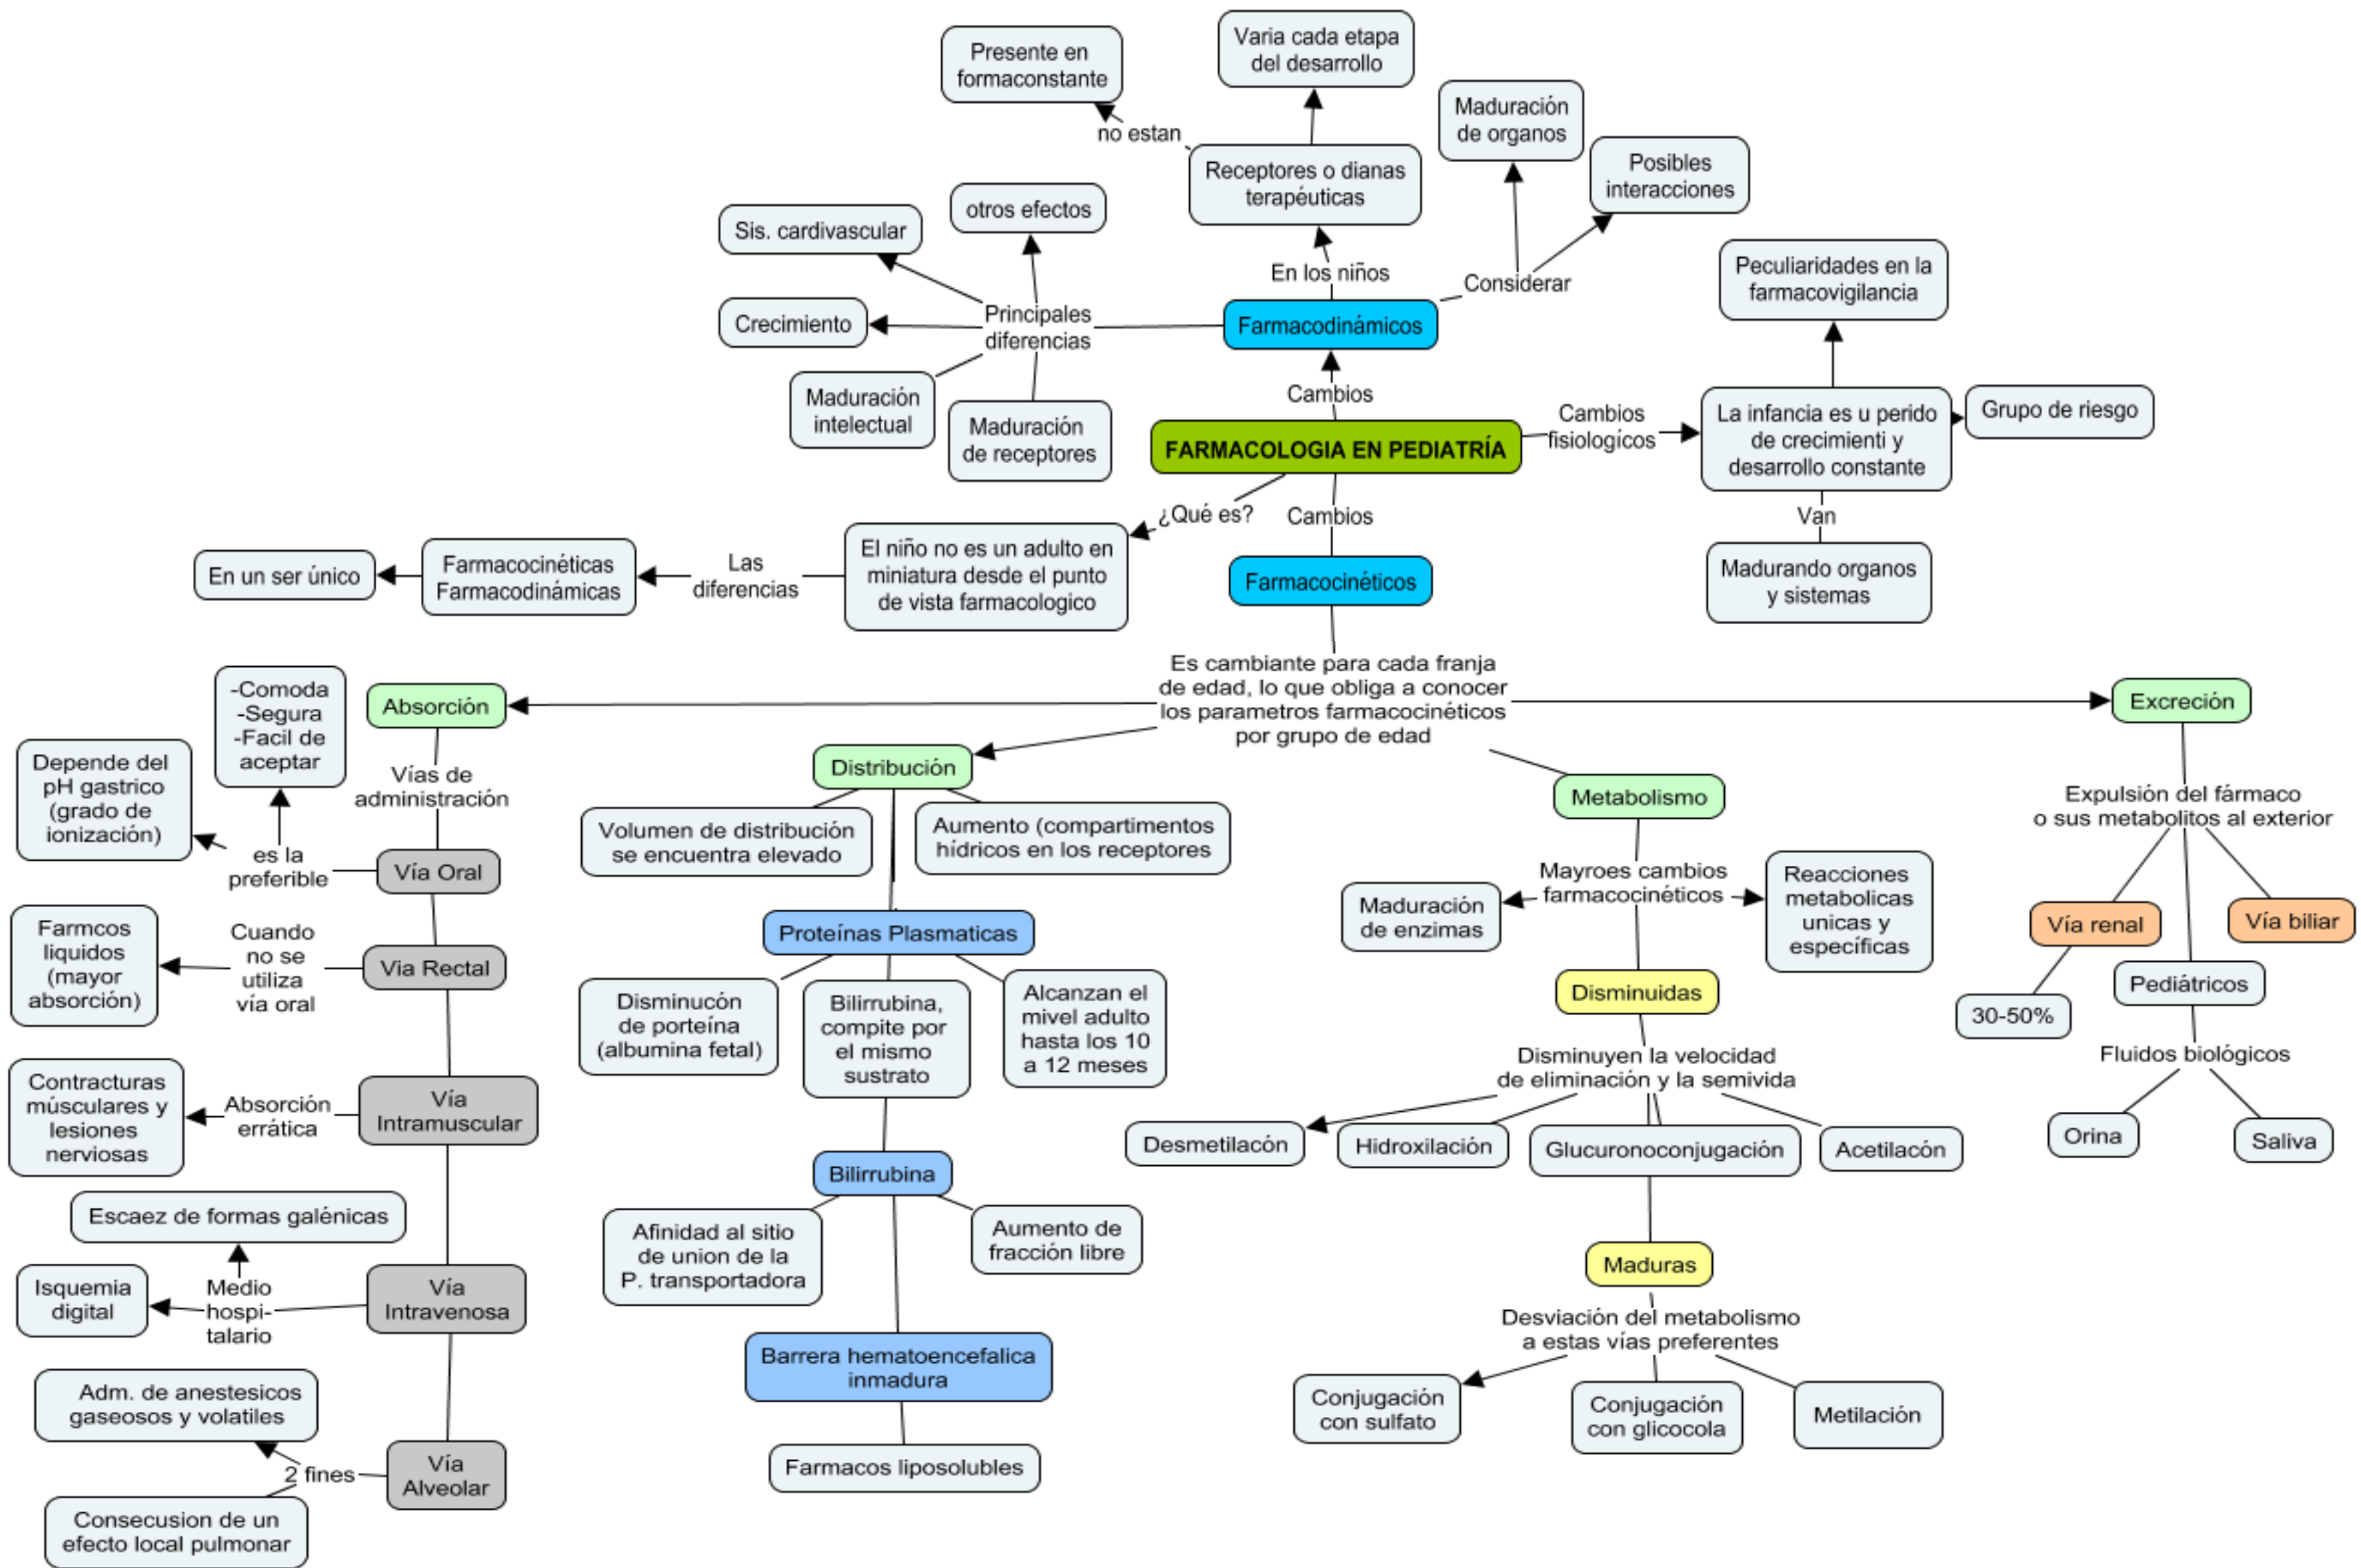 Presente en
formaconstante
Varia cada etapa
del desarrollo
Maduración
de organos
no estan
Receptores o dianas
terapéuticas
Posibles
interacciones
Sis. cardivascular
otros efectos
En los niños
Considerar
Peculiaridades en la
farmacovigilancia
Crecimiento
Principales
diferencias
Farmacodinámicos
Maduración
intelectual
Maduración
de receptores
Cambios
FARMACOLOGIA EN PEDIATRÍA
Cambios
fisiologícos
La infancia es u perido
de crecimienti y
desarrollo constante
Grupo de riesgo
Van
Madurando organos
y sistemas
¿Qué es?
Cambios
El niño no es un adulto en
miniatura desde el punto
de vista farmacologico
Las
diferencias
Farmacocinéticas
Farmacodinámicas
En un ser único
Farmacocinéticos
Es cambiante para cada franja
de edad, lo que obliga a conocer
los parametros farmacocinéticos
por grupo de edad
Absorción
Vías de
administración
-Comoda
-Segura
-Facil de
aceptar
Depende del
pH gastrico
(grado de
ionización)
es la
preferible
Vía Oral
Farmcos
liquidos
(mayor
absorción)
Cuando
no se
utiliza
vía oral
Via Rectal
Contracturas
músculares y
lesiones
nerviosas
Absorción
errática
Vía
Intramuscular
Escaez de formas galénicas
Isquemia
digital
Medio
hospi-
talario
Vía
Intravenosa
Adm. de anestesicos
gaseosos y volatiles
2 fines
Vía
Alveolar
Consecusion de un
efecto local pulmonar
Distribución
Volumen de distribución
se encuentra elevado
Aumento (compartimentos
hídricos en los receptores
Proteínas Plasmaticas
Disminucón
de porteína
(albumina fetal)
Bilirrubina,
compite por
el mismo
sustrato
Alcanzan el
mivel adulto
hasta los 10
a 12 meses
Bilirrubina
Afinidad al sitio
de union de la
P. transportadora
Aumento de
fracción libre
Barrera hematoencefalica
inmadura
Farmacos liposolubles
Metabolismo
Mayroes cambios
farmacocinéticos
Maduración
de enzimas
Reacciones
metabolicas
unicas y
específicas
Disminuidas
Disminuyen la velocidad
de eliminación y la semivida
Desmetilacón
Hidroxilación
Glucuronoconjugación
Acetilacón
Maduras
Desviación del metabolismo
a estas vías preferentes
Conjugación
con sulfato
Conjugación
con glicocola
Metilación
Excreción
Expulsión del fármaco
o sus metabolitos al exterior
Vía renal
Vía biliar
30-50%
Pediátricos
Fluidos biológicos
Orina
Saliva